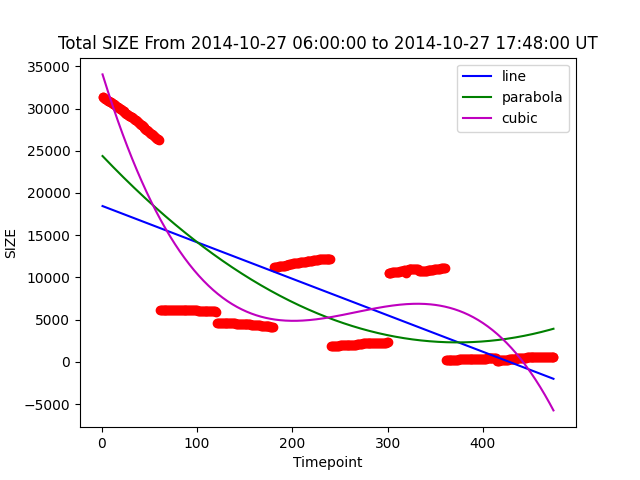 Total SIZE From 2014-10-27 06:00:00 to 2014-10-27 17:48:00 UT
line
parabola
cubic
35000
30000
25000
20000
15000
10000
5000
0
−5000
SIZE
0 100 200 300 400
Timepoint